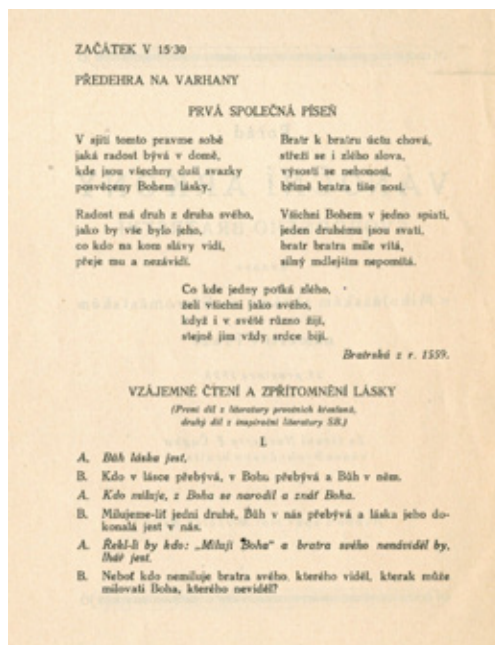 ZAČÁTEK V 15·30
PŘEDEHRA NA VARHANY
PRVÁ SPOLEČNÁ PÍSEŇ
V sjití tomto pravme sobě
jaká radost bývá v domě,
kde jsou všechny duší svazky
posvěceny Bohem lásky.
Radost má druh z druha svého,
jako by vše bylo jeho,
co kdo na kom slávy vidí,
přeje mu a nezávidí.
Bratr k bratru úctu chová,
střeží se i zlého slova,
výsostí se nehonosí,
břímě bratra tiše nosí.
Všichni Bohem v jedno spiati,
jeden druhému jsou svatí,
bratr bratra mile vítá,
silný mdlejším nepomítá.
Co kde jedny potká zlého,
želí všichni jako svého,
když i v světě různo žijí,
stejně jim vždy srdce bijí.
Bratrská z r. 1559.
VZÁJEMNÉ ČTENÍ A ZPŘÍTOMNĚNÍ LÁSKY
(První díl z literatury prvotních křesťanů,
druhý díl z inspirační literatury SB.)
I.
A. Bůh láska jest,
B. Kdo v lásce přebývá, v Bohu přebývá a Bůh v něm.
A. Kdo miluje, z Boha se narodil a znáť Boha.
B. Milujeme-liť jedni druhé, Bůh v nás přebývá a láska jeho do-
konalá jest v nás.
A. Řekl-li by kdo: „Miluji Boha“ a bratra svého nenáviděl by,
lhář jest.
B. Neboť kdo nemiluje bratra svého, kterého viděl, kterak může
milovati Boha, kterého neviděl?